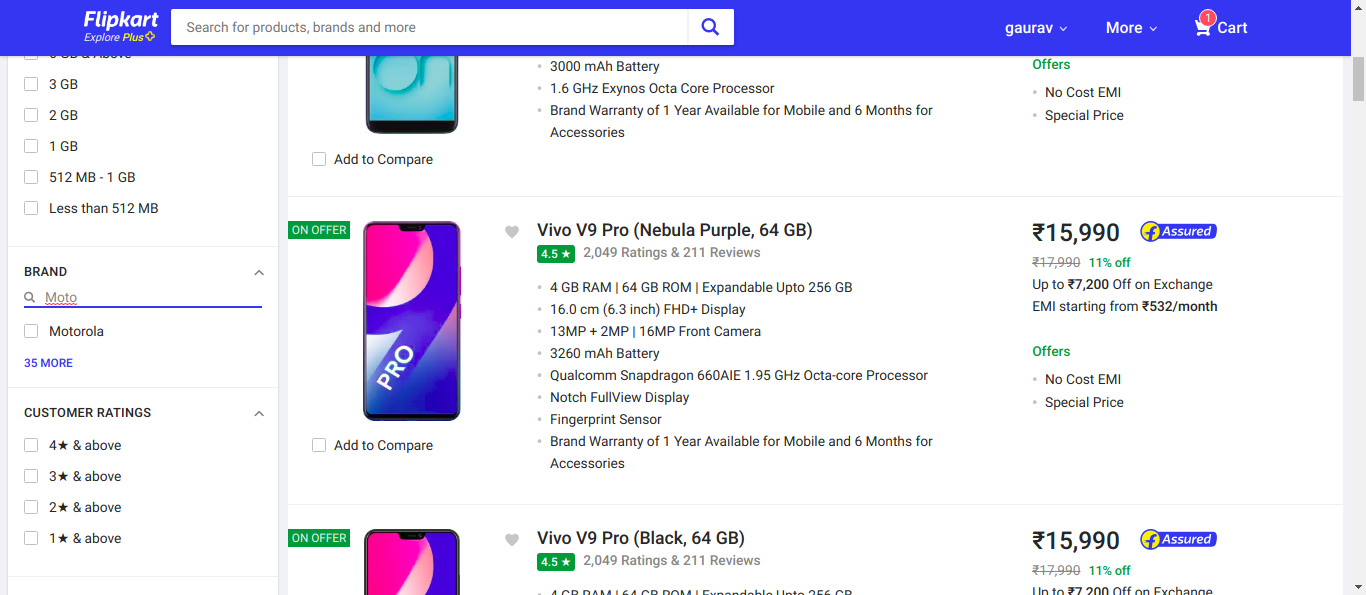 Flipkart
Explore Plus
Search for products, brands and more
gaurav
More
1
Cart
3 GB
2 GB
1 GB
512 MB - 1 GB
Less than 512 MB
BRAND
Moto
Motorola
35 MORE
CUSTOMER RATINGS
4★ & above
3★ & above
2★ & above
1★ & above
3000 mAh Battery
1.6 GHz Exynos Octa Core Processor
Brand Warranty of 1 Year Available for Mobile and 6 Months for
Accessories
Add to Compare
Offers
No Cost EMI
Special Price
ON OFFER
PRO
Add to Compare
Vivo V9 Pro (Nebula Purple, 64 GB)
4.5 ★ 2,049 Ratings & 211 Reviews
4 GB RAM | 64 GB ROM | Expandable Upto 256 GB
16.0 cm (6.3 inch) FHD+ Display
13MP + 2MP | 16MP Front Camera
3260 mAh Battery
Qualcomm Snapdragon 660AIE 1.95 GHz Octa-core Processor
Notch FullView Display
Fingerprint Sensor
Brand Warranty of 1 Year Available for Mobile and 6 Months for
Accessories
₹15,990 Assured
₹17,990 11% off
Up to ₹7,200 Off on Exchange
EMI starting from ₹532/month
Offers
No Cost EMI
Special Price
ON OFFER
Vivo V9 Pro (Black, 64 GB)
4.5 ★ 2,049 Ratings & 211 Reviews
4 GB RAM | 64 GB ROM | Expandable Upto 256 GB
₹15,990 Assured
₹17,990 11% off
Up to ₹7,200 Off on Exchange